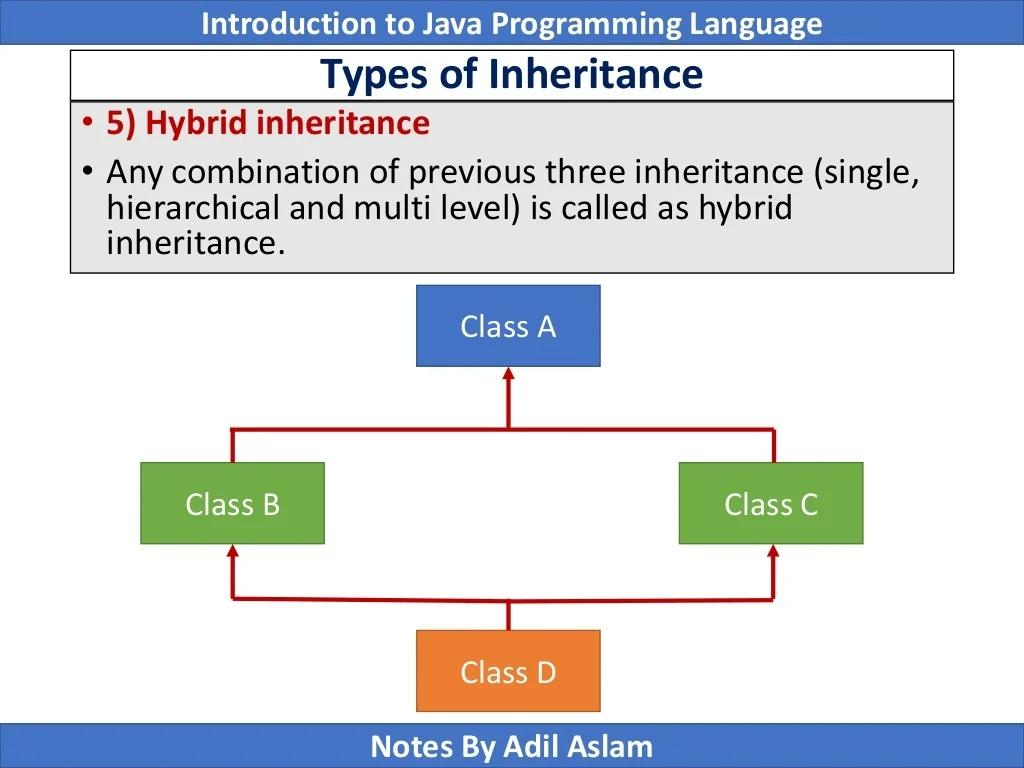 Introduction to Java Programming Language
Types of Inheritance
• 5) Hybrid inheritance
• Any combination of previous three inheritance (single,
hierarchical and multi level) is called as hybrid
inheritance.
Class A
Class B
Class C
Class D
Notes By Adil Aslam